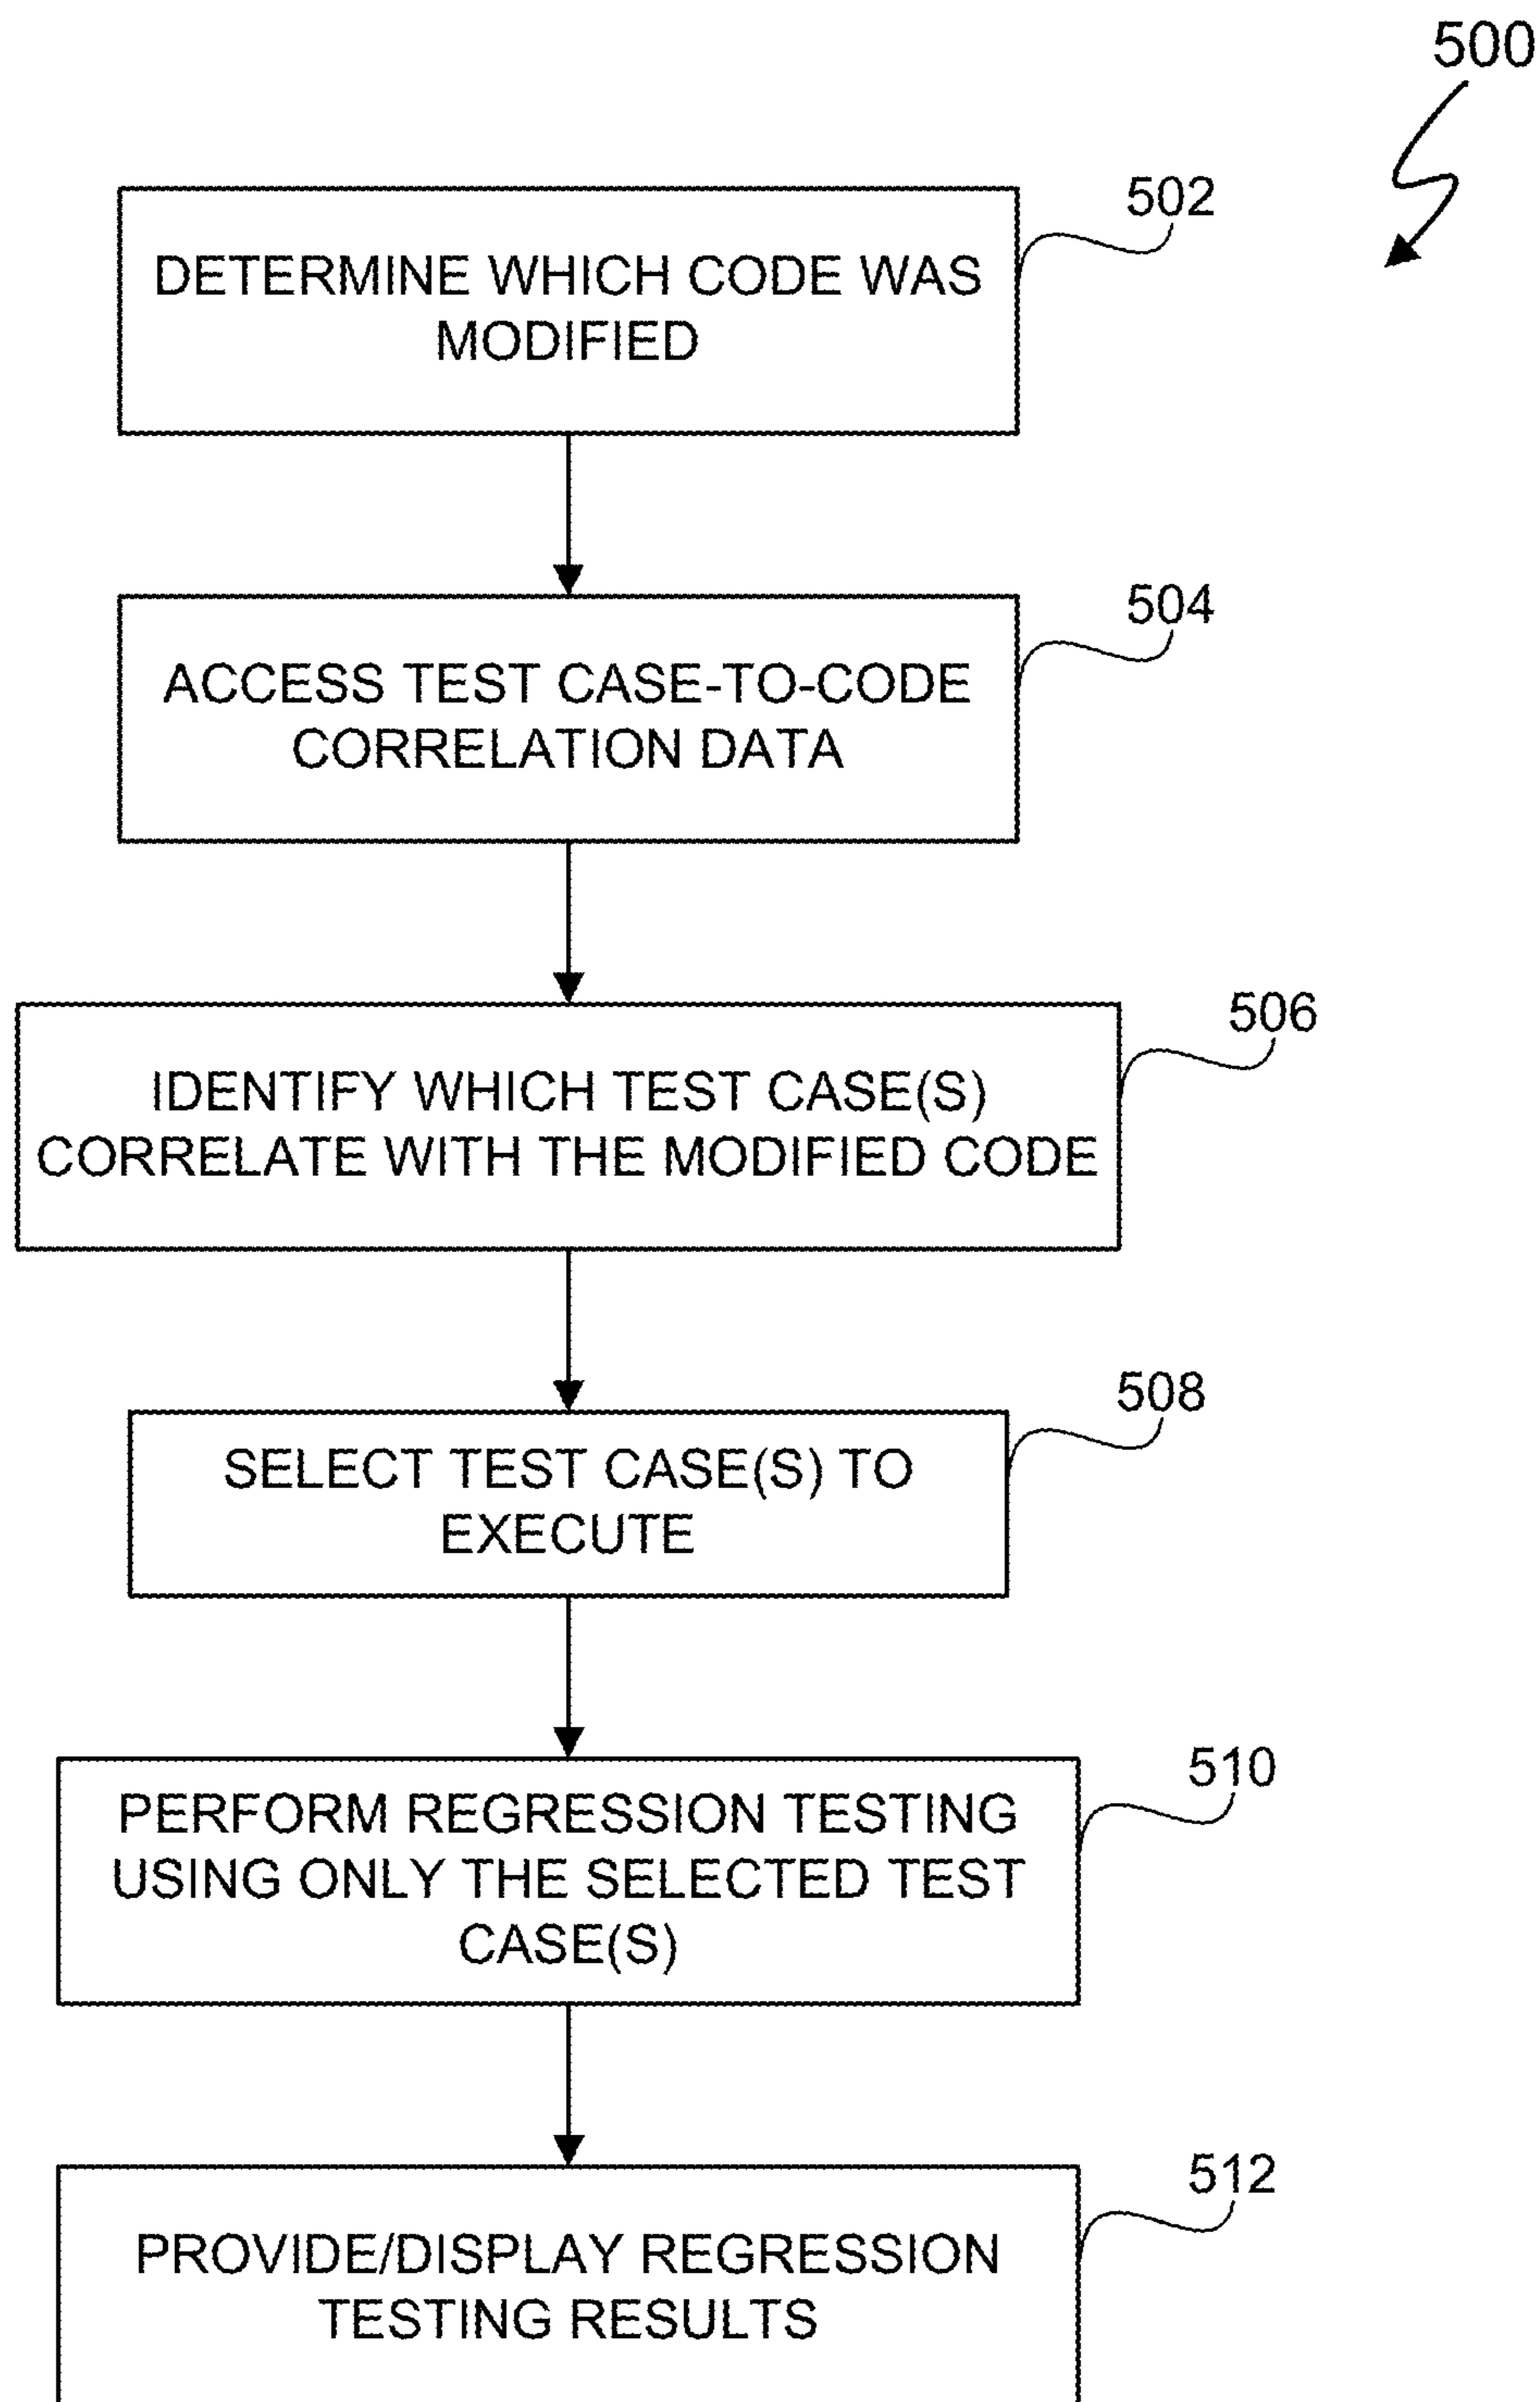 500
502
DETERMINE WHICH CODE WAS
MODIFIED
504
ACCESS TEST CASE-TO-CODE
CORRELATION DATA
506
IDENTIFY WHICH TEST CASE(S)
CORRELATE WITH THE MODIFIED CODE
508
SELECT TEST CASE(S) TO
EXECUTE
510
PERFORM REGRESSION TESTING
USING ONLY THE SELECTED TEST
CASE(S)
512
PROVIDE/DISPLAY REGRESSION
TESTING RESULTS